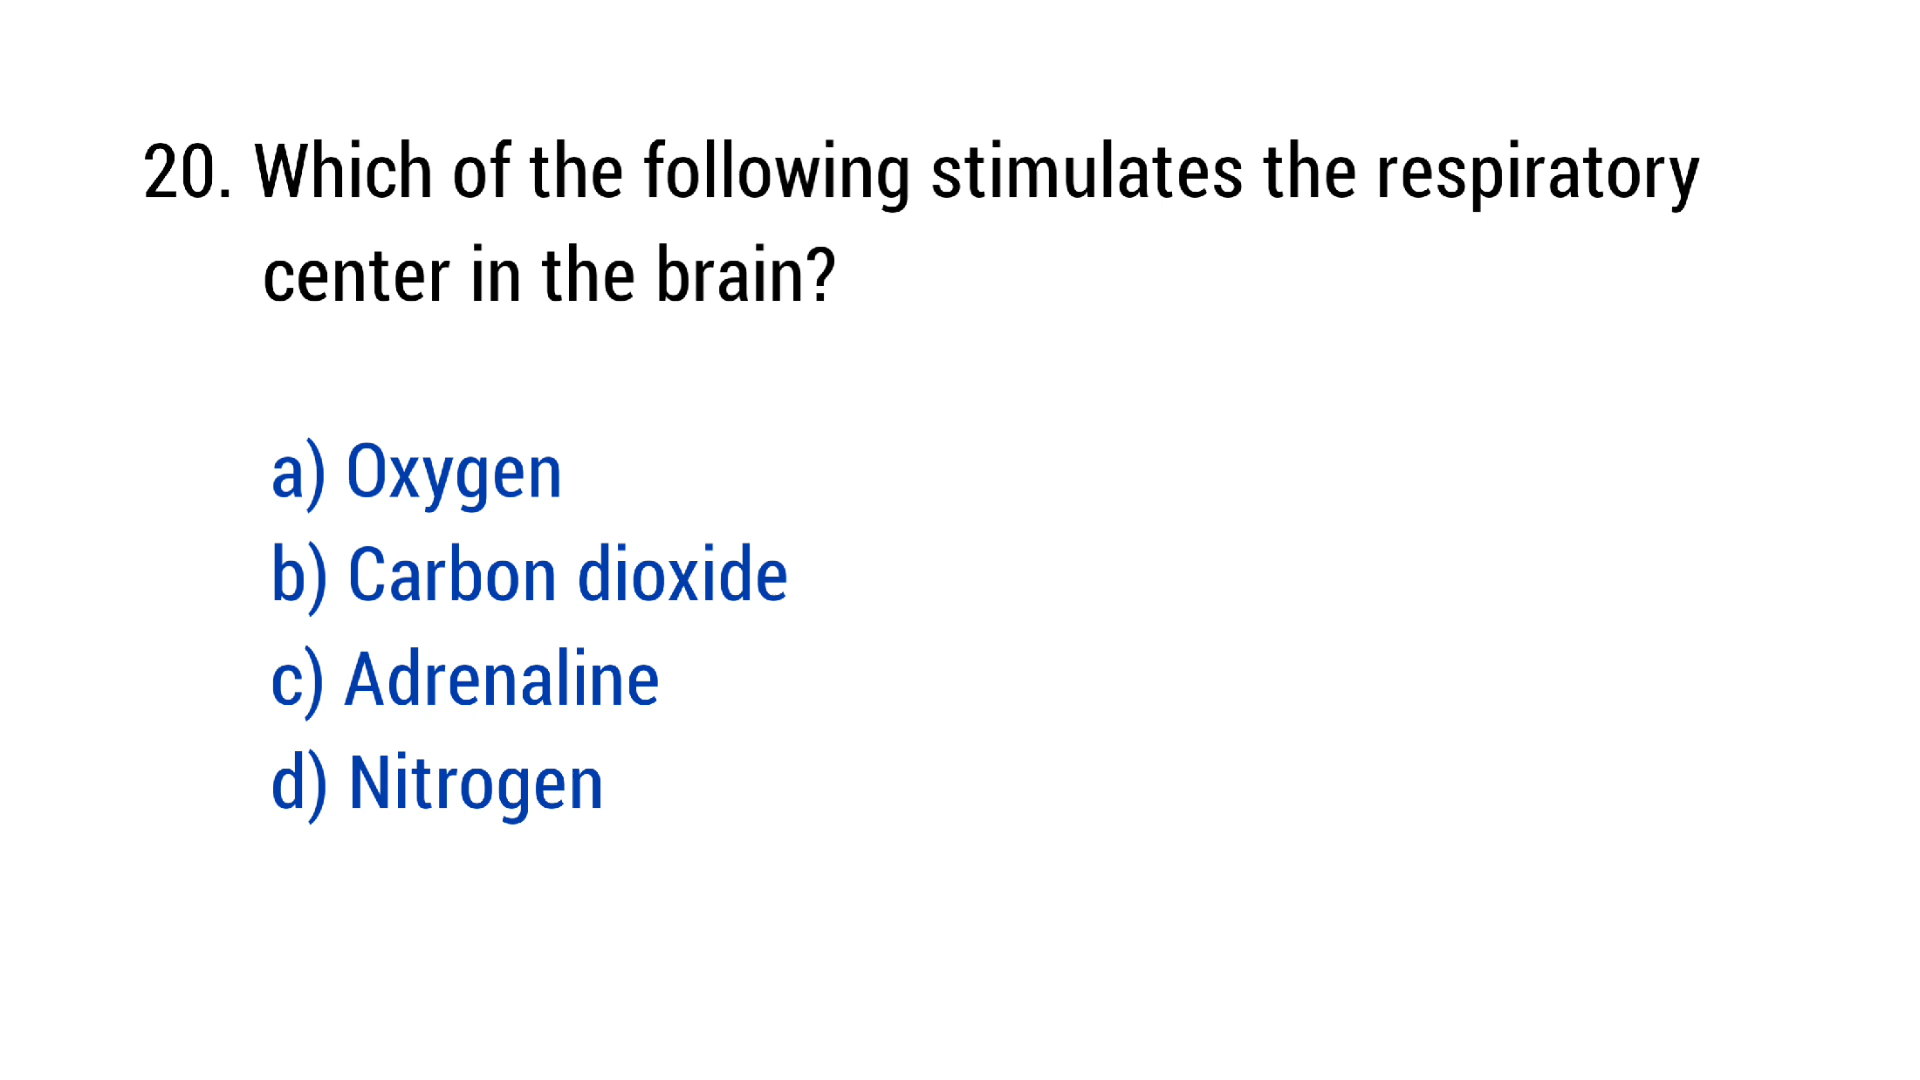 20. Which of the following stimulates the respiratory
center in the brain?
a) Oxygen
b) Carbon dioxide
c) Adrenaline
d) Nitrogen